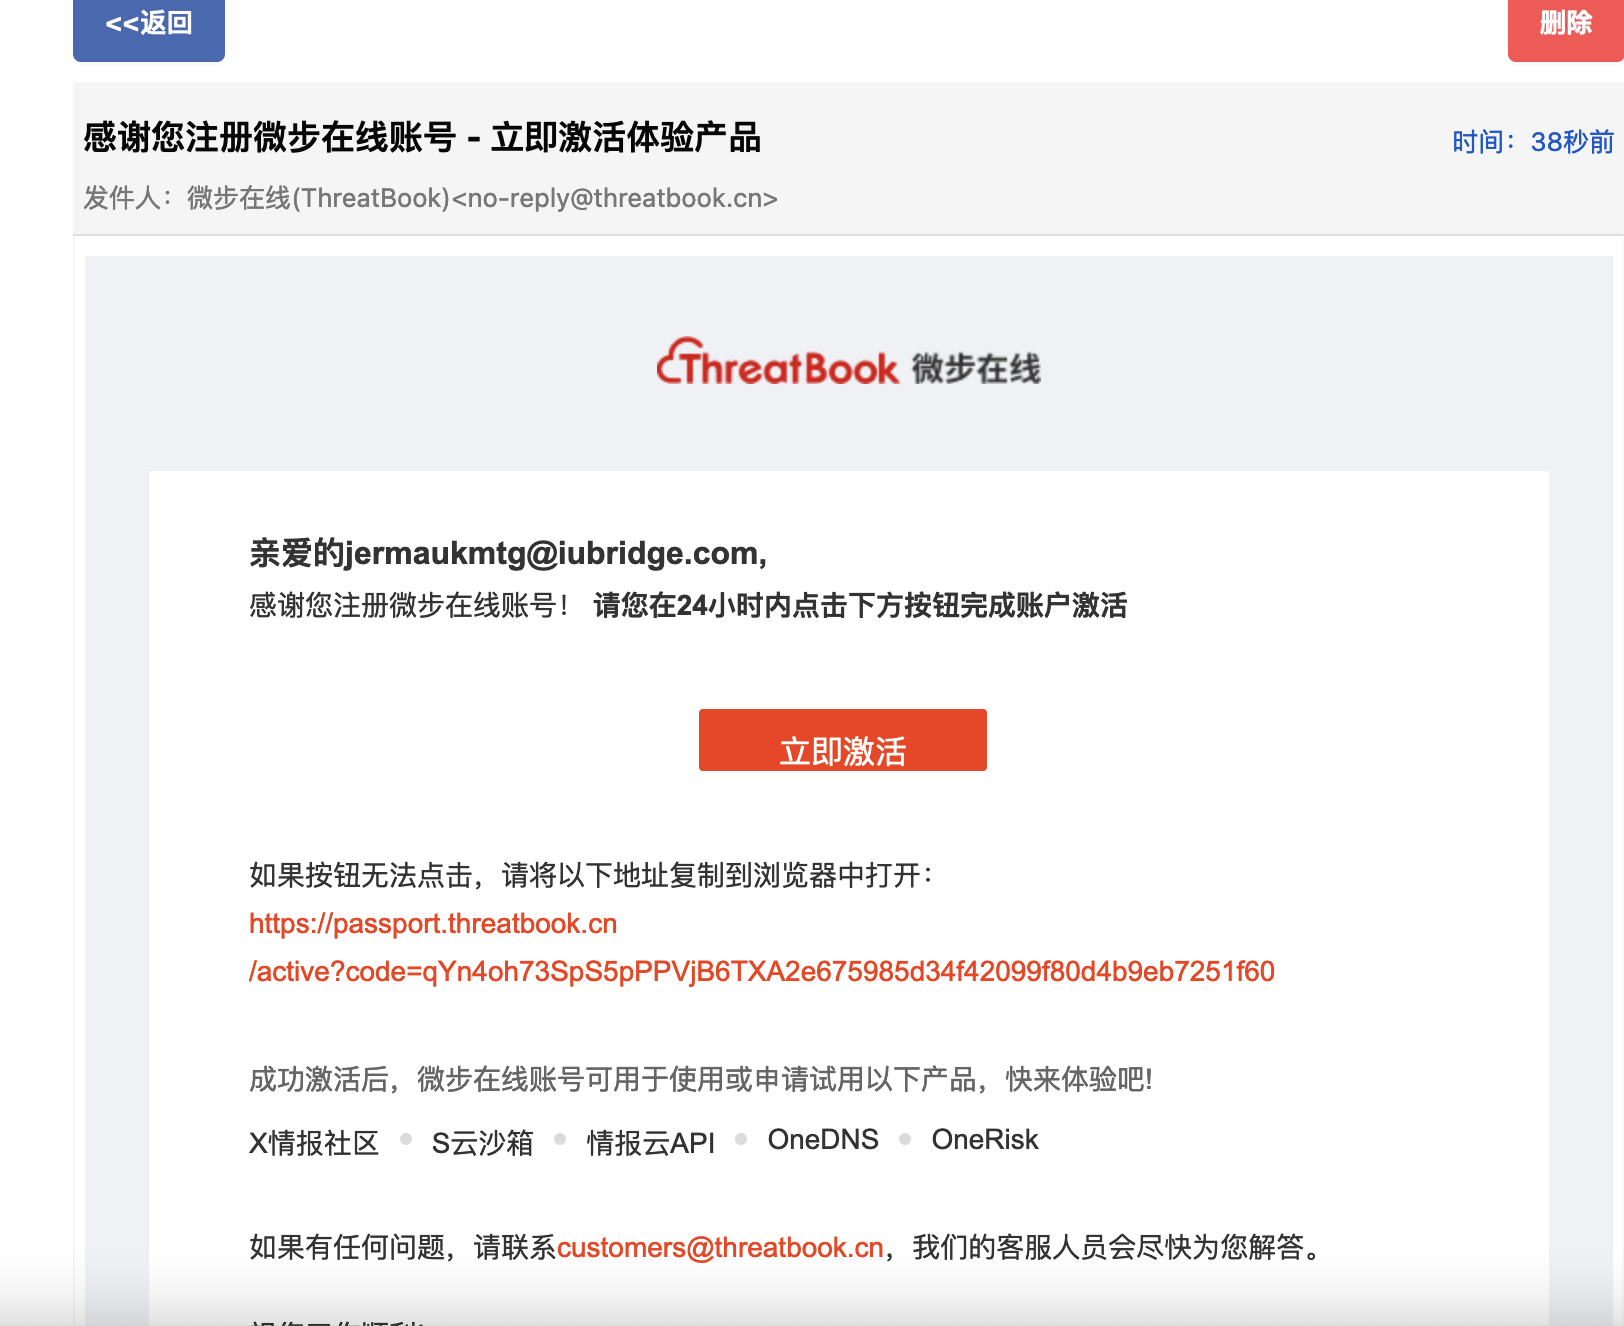 <<返回
删除
感谢您注册微步在线账号 - 立即激活体验产品
时间：38秒前
发件人：微步在线(ThreatBook)<no-reply@threatbook.cn>
ThreatBook 微步在线
亲爱的jermaukmtg@iubridge.com,
感谢您注册微步在线账号！ 请您在24小时内点击下方按钮完成账户激活
立即激活
如果按钮无法点击，请将以下地址复制到浏览器中打开：
https://passport.threatbook.cn
/active?code=qYn4oh73SpS5pPPVjB6TXA2e675985d34f42099f80d4b9eb7251f60
成功激活后，微步在线账号可用于使用或申请试用以下产品，快来体验吧!
X情报社区 • S云沙箱 • 情报云API • OneDNS • OneRisk
如果有任何问题，请联系customers@threatbook.cn，我们的客服人员会尽快为您解答。